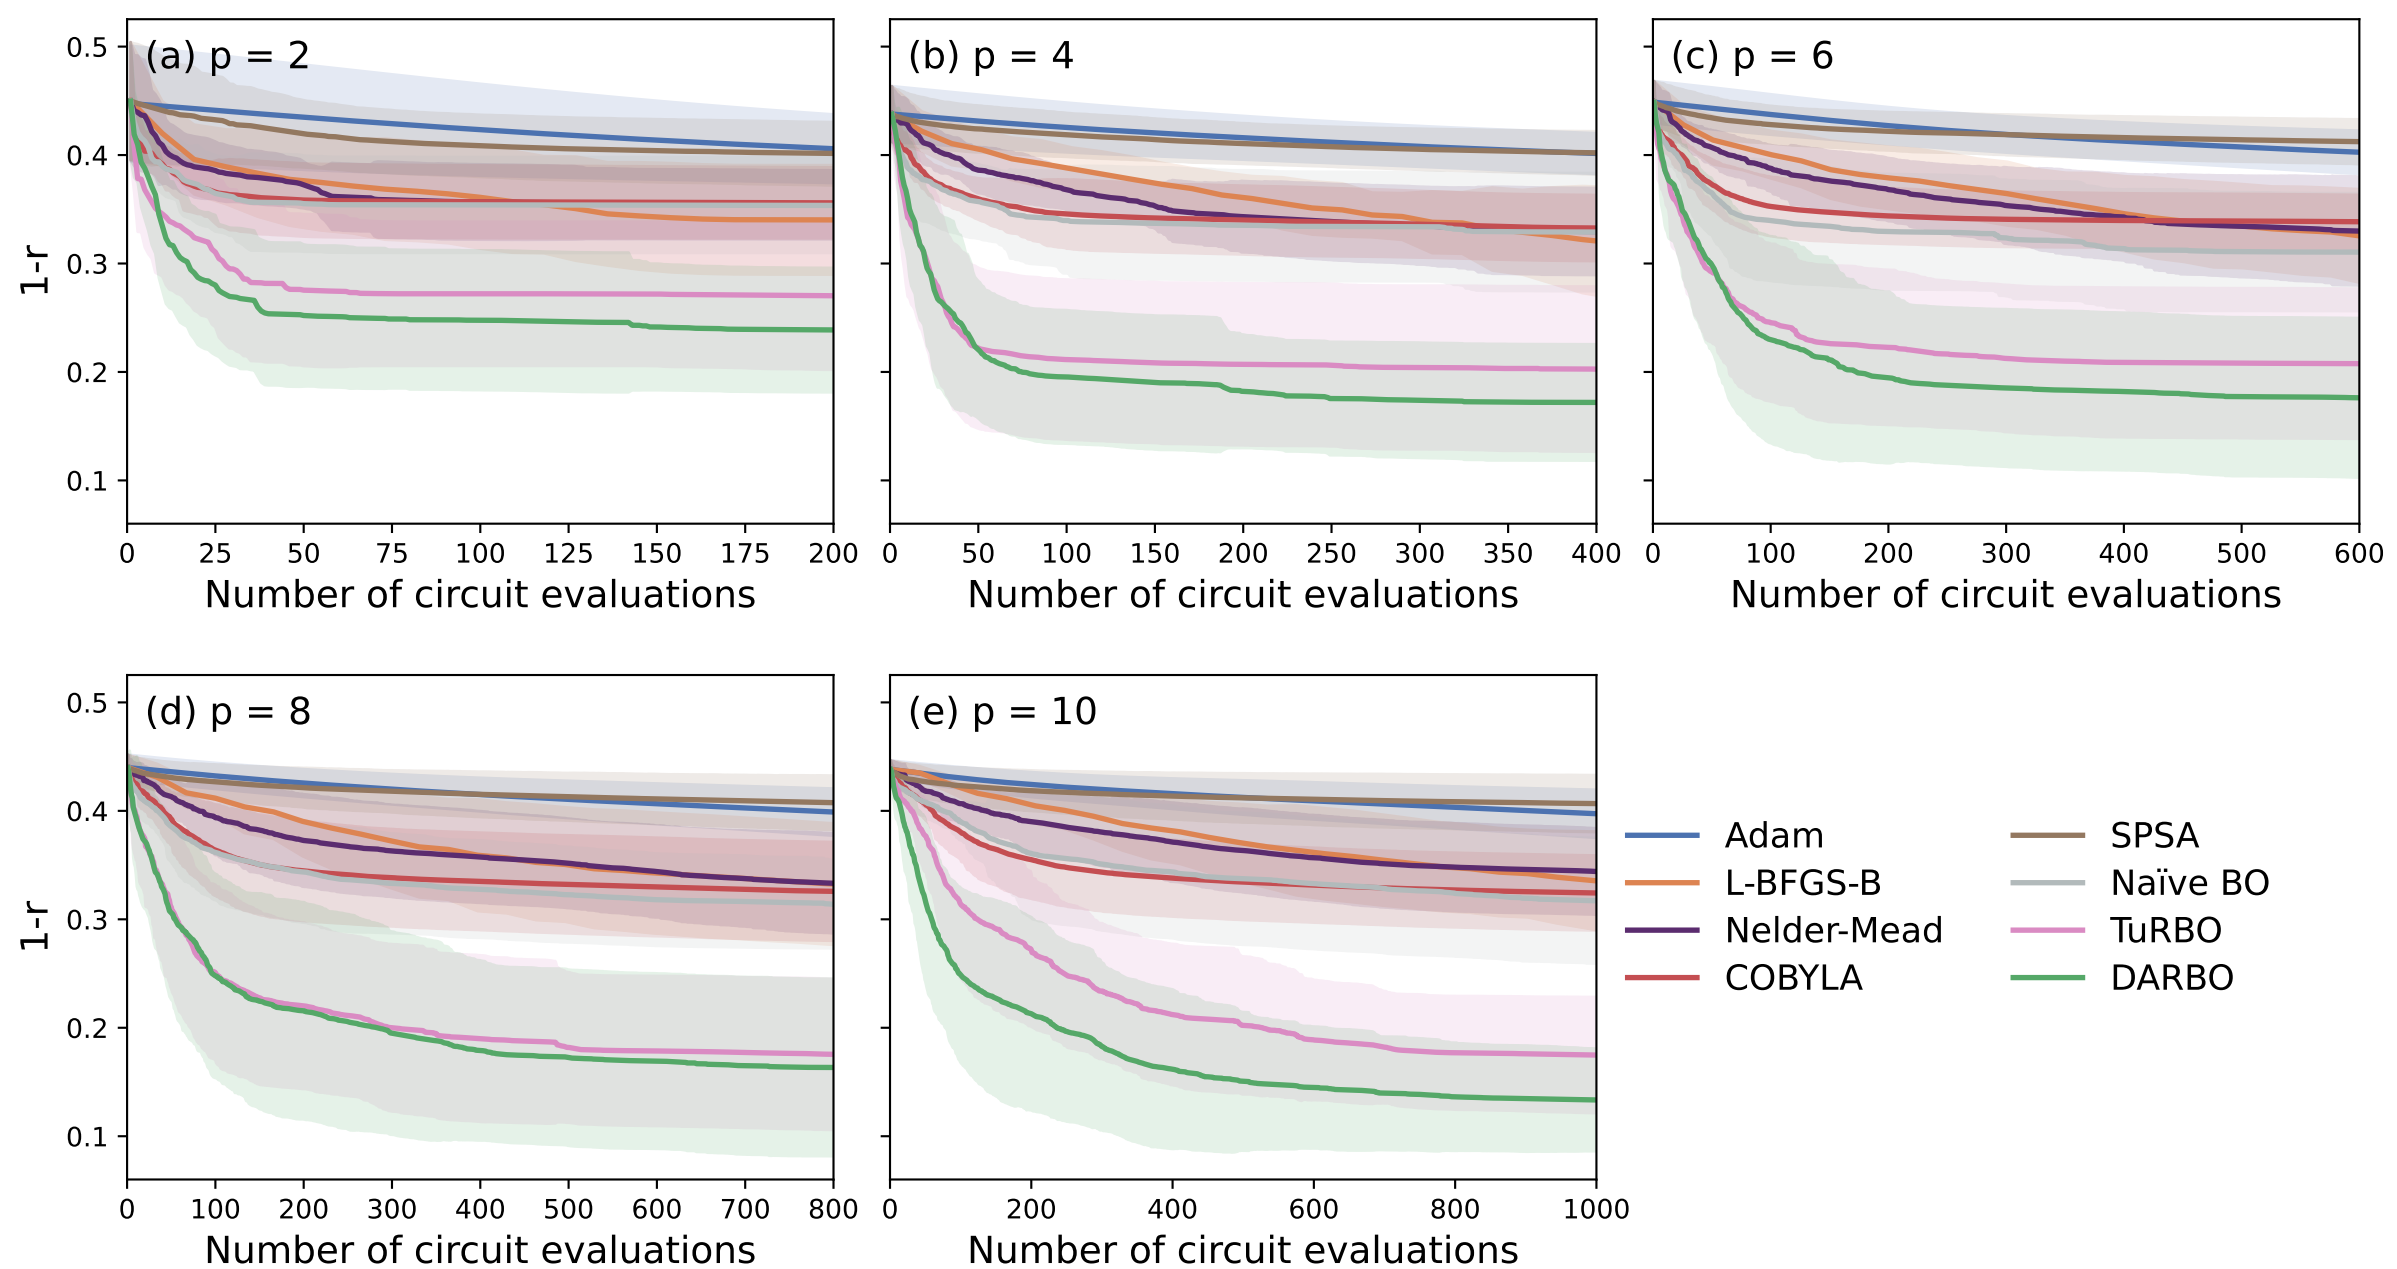 (a) p = 2
(b) p = 4
(c) p = 6
0.5
0.4
0.3
0.2
0.1
1-r
0 25 50 75 100 125 150 175 200
0 50 100 150 200 250 300 350 400
0 100 200 300 400 500 600
Number of circuit evaluations
Number of circuit evaluations
Number of circuit evaluations
(d) p = 8
(e) p = 10
0.5
0.4
0.3
0.2
0.1
1-r
0 100 200 300 400 500 600 700 800
0 200 400 600 800 1000
Number of circuit evaluations
Number of circuit evaluations
Adam
L-BFGS-B
Nelder-Mead
COBYLA
SPSA
Naïve BO
TuRBO
DARBO